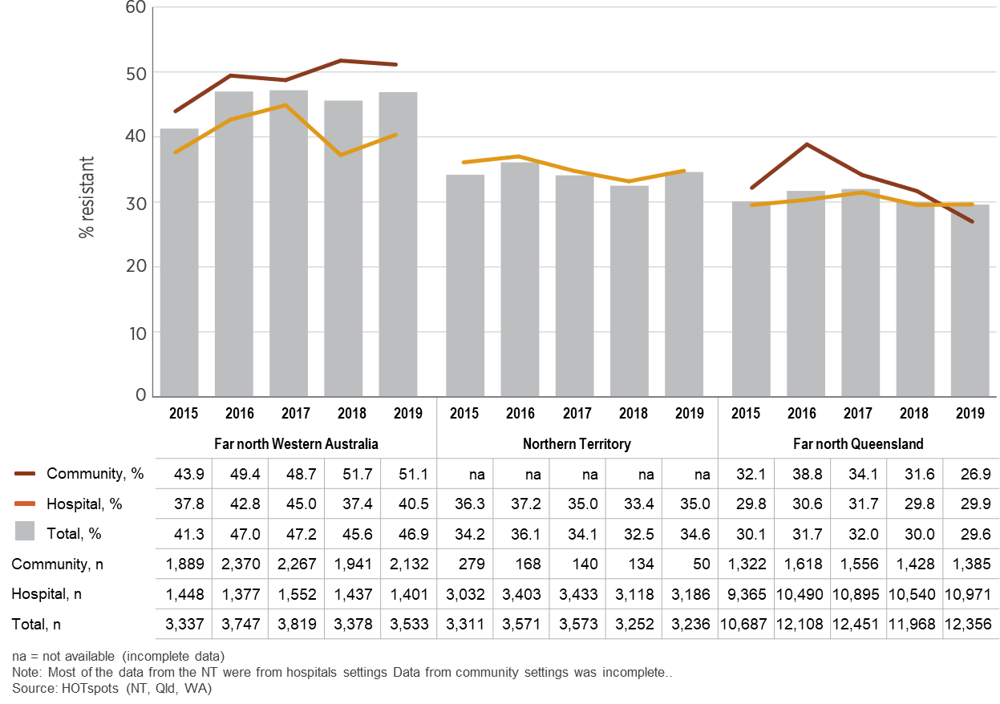 60
50
40
30
20
10
0
% resistant
2015 2016 2017 2018 2019 2015 2016 2017 2018 2019 2015 2016 2017 2018 2019
Far north Western Australia Northern Territory Far north Queensland
Community, % 43.9 49.4 48.7 51.7 51.1 na na na na na 32.1 38.8 34.1 31.6 26.9
Hospital, % 37.8 42.8 45.0 37.4 40.5 36.3 37.2 35.0 33.4 35.0 29.8 30.6 31.7 29.8 29.9
Total, % 41.3 47.0 47.2 45.6 46.9 34.2 36.1 34.1 32.5 34.6 30.1 31.7 32.0 30.0 29.6
Community, n 1,889 2,370 2,267 1,941 2,132 279 168 140 134 50 1,322 1,618 1,556 1,428 1,385
Hospital, n 1,448 1,377 1,552 1,437 1,401 3,032 3,403 3,433 3,118 3,186 9,365 10,490 10,895 10,540 10,971
Total, n 3,337 3,747 3,819 3,378 3,533 3,311 3,571 3,573 3,252 3,236 10,687 12,108 12,451 11,968 12,356
na = not available (incomplete data)
Note: Most of the data from the NT were from hospitals settings Data from community settings was incomplete..
Source: HOTspots (NT, Qld, WA)